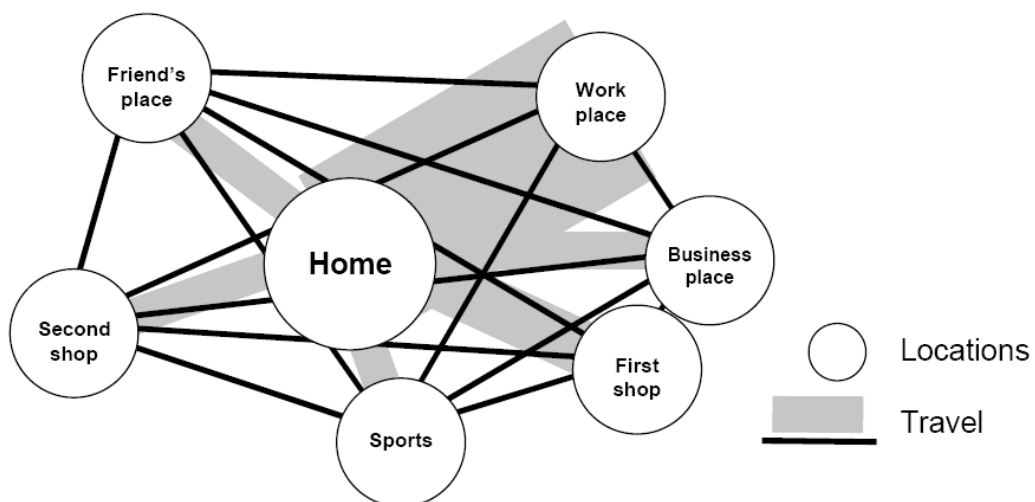 Friend's
place
Work
place
Home
Business
place
Second
shop
First
shop
Sports
Locations
Travel